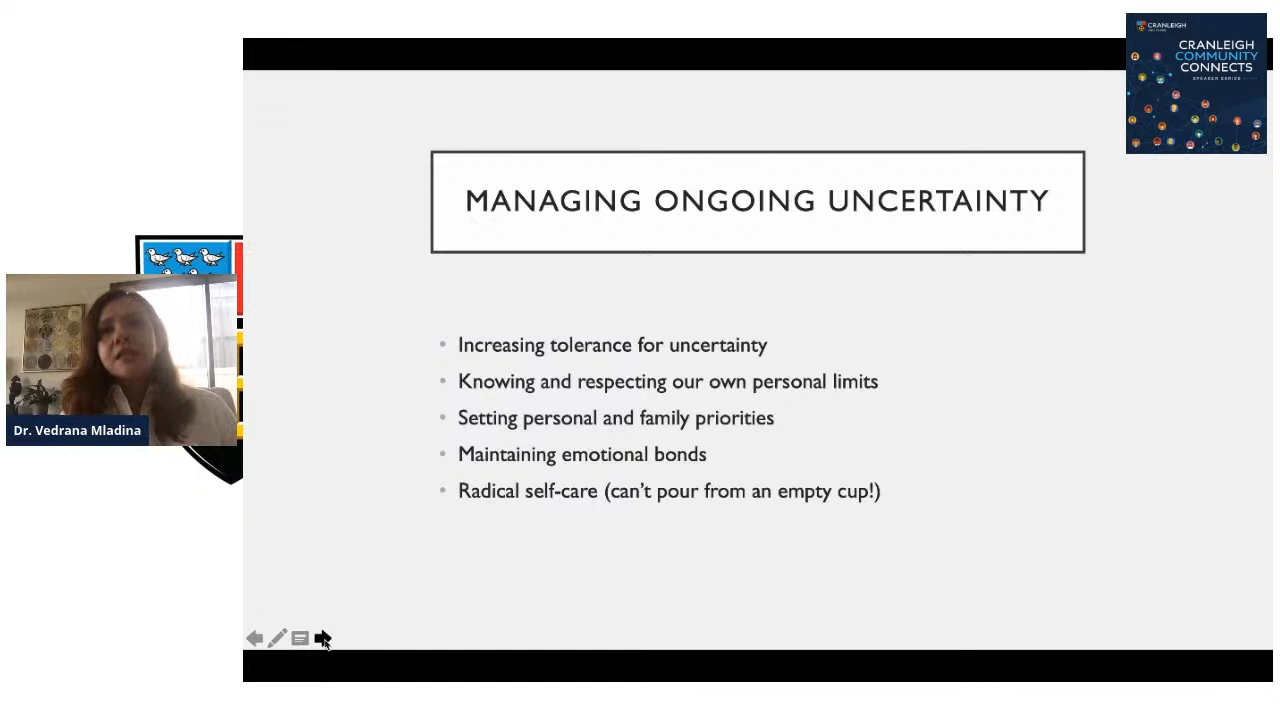 CRANLEIGH
CRANLEIGH
COMMUNITY
CONNECTS
SPEAKER SERIES
MANAGING ONGOING UNCERTAINTY
• Increasing tolerance for uncertainty
• Knowing and respecting our own personal limits
• Setting personal and family priorities
• Maintaining emotional bonds
• Radical self-care (can’t pour from an empty cup!)
Dr. Vedrana Mladina